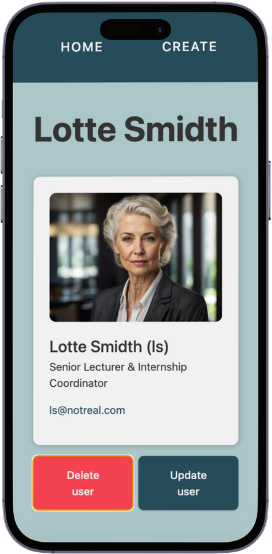 HOME CREATE
Lotte Smidth
Lotte Smidth (ls)
Senior Lecturer & Internship
Coordinator
ls@notreal.com
Delete Update
user user